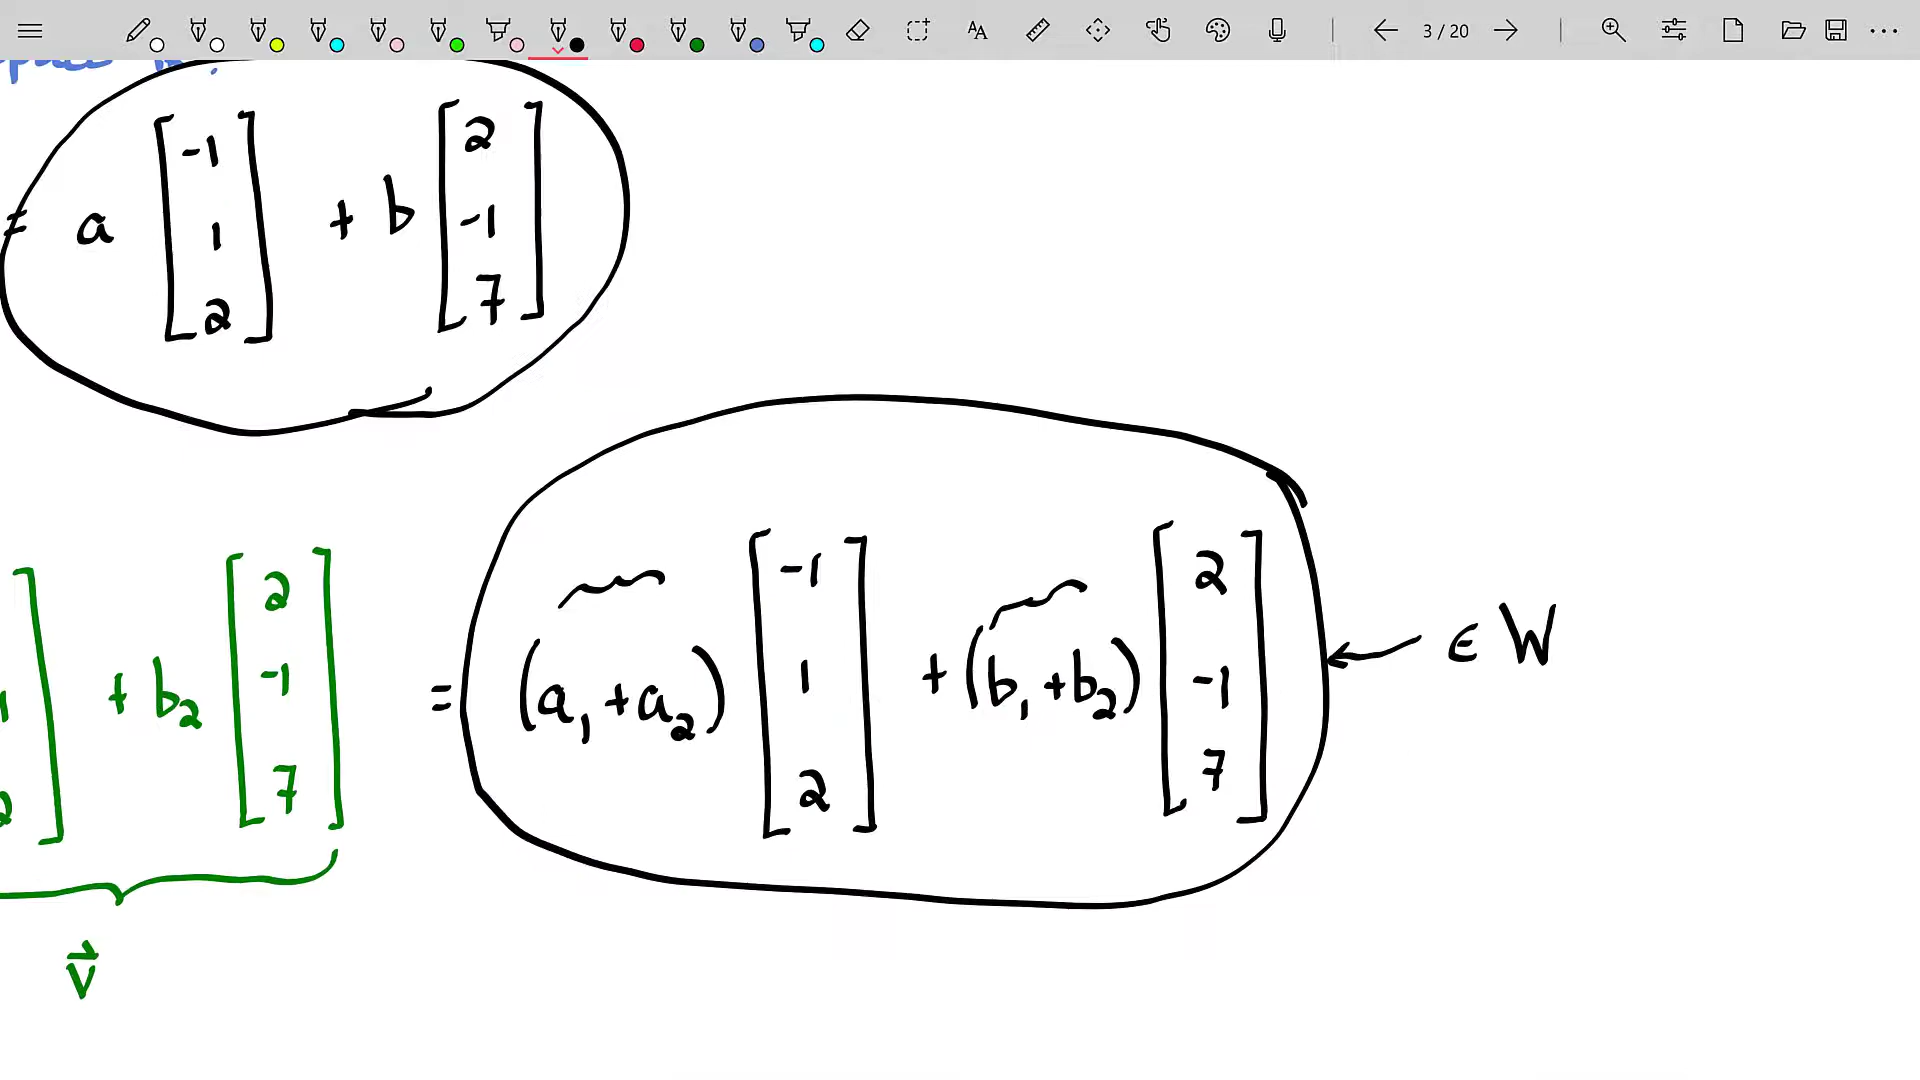 3 / 20
= a [-1 1 2] + b [2 -1 7]
+ b₂ [2 -1 7] = (a₁ + a₂) [-1 1 2] + (b₁ + b₂) [2 -1 7] ← ∈ W
v⃗